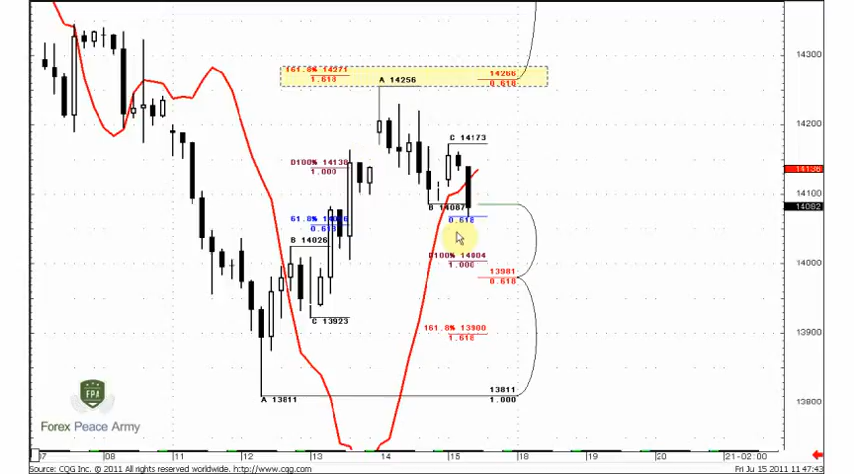 14300
161.8% 14271
1.618
14266
0.618
A 14256
14200
C 14173
D100% 14138
1.000
14136
14100
B 14087
14082
61.8%
0.618
0.618
B 14026
D100% 14004
1.000
14000
13981
0.618
C 13923
161.8% 13900
1.618
13900
13811
1.000
A 13811
13800
FPA
Forex Peace Army
07 08 11 12 13 14 15 18 19 20 21-02:00
Source: CQG Inc. © 2011 All rights reserved worldwide. http://www.cqg.com
Fri Jul 15 2011 11:47:43